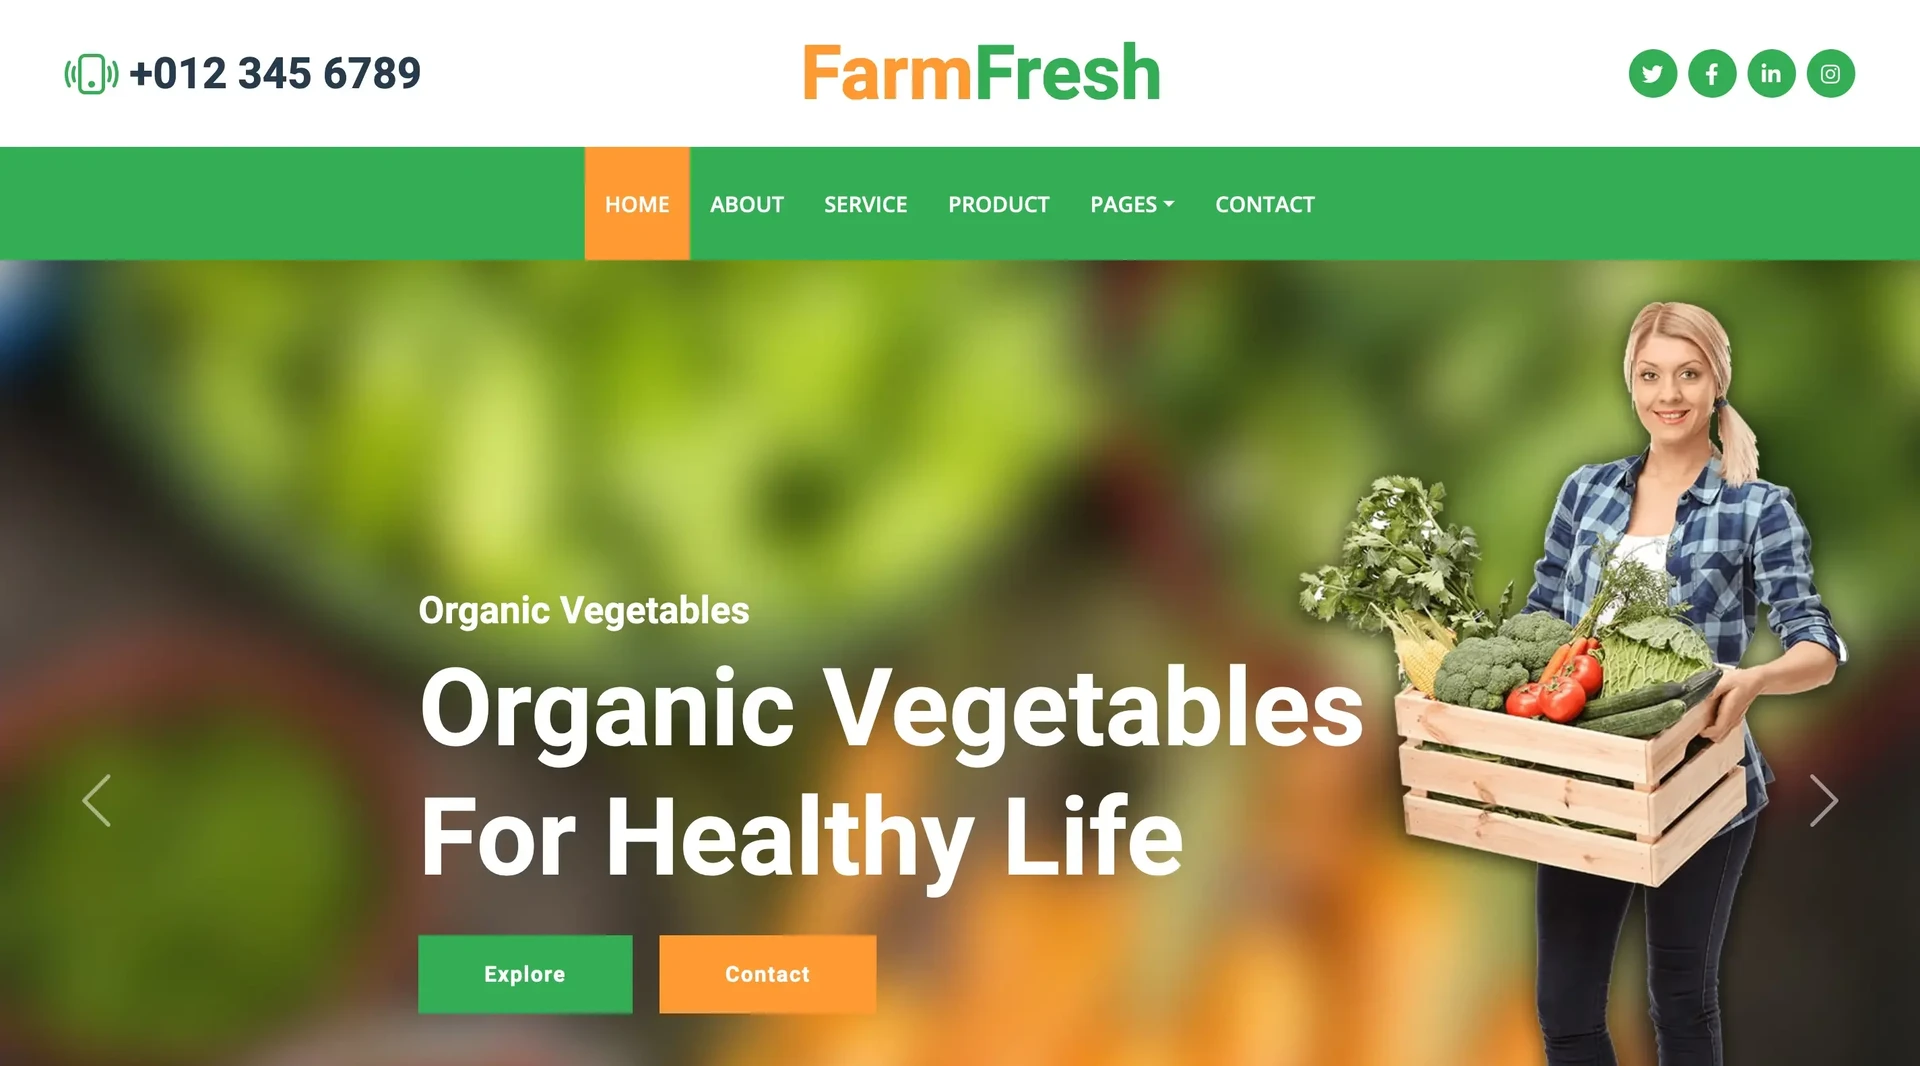 +012 345 6789
FarmFresh
HOME ABOUT SERVICE PRODUCT PAGES CONTACT
Organic Vegetables
Organic Vegetables
For Healthy Life
Explore Contact